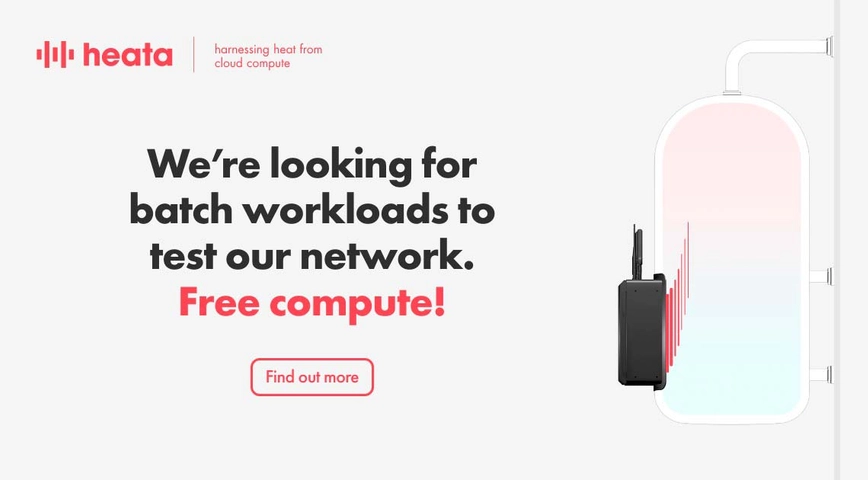 heata
harnessing heat from
cloud compute
We’re looking for
batch workloads to
test our network.
Free compute!
Find out more